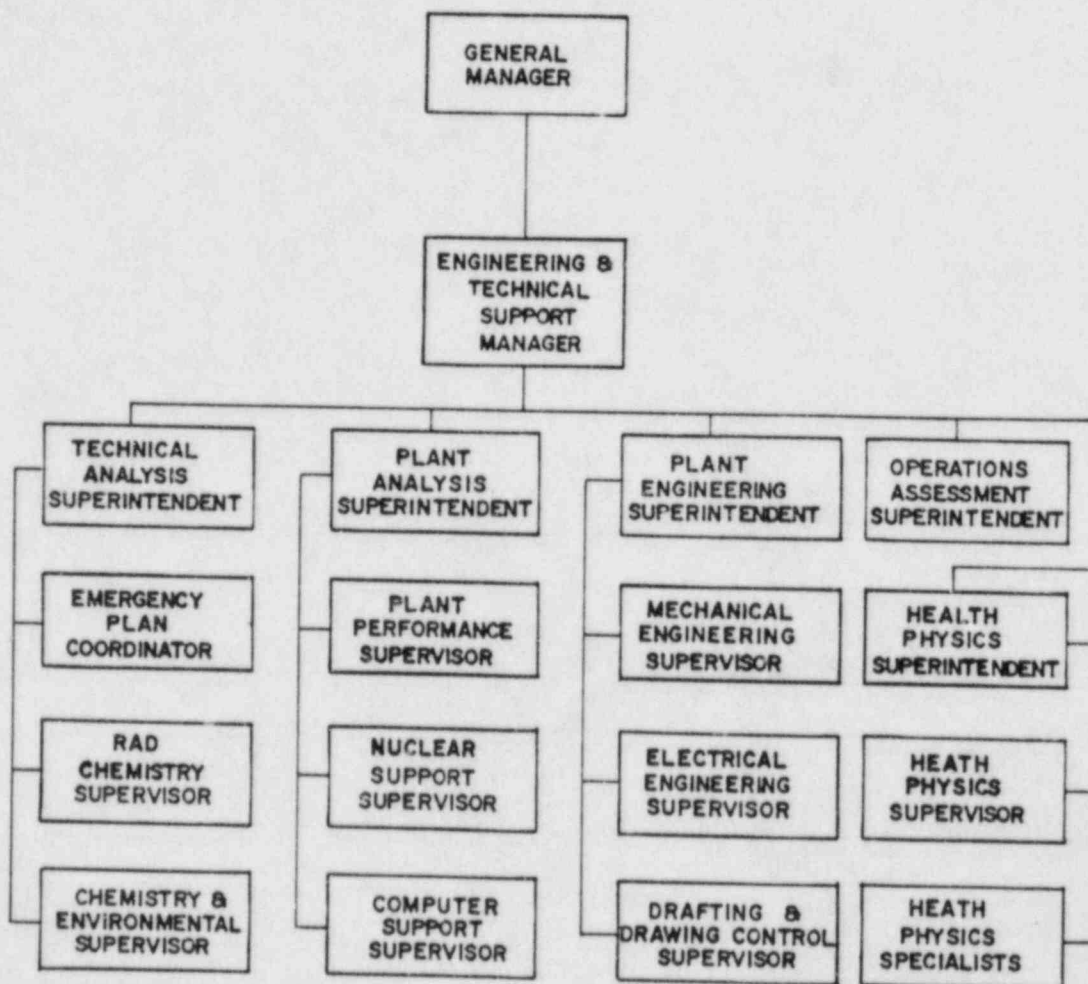 GENERAL
MANAGER
ENGINEERING &
TECHNICAL
SUPPORT
MANAGER
TECHNICAL
ANALYSIS
SUPERINTENDENT
PLANT
ANALYSIS
SUPERINTENDENT
PLANT
ENGINEERING
SUPERINTENDENT
OPERATIONS
ASSESSMENT
SUPERINTENDENT
EMERGENCY
PLAN
COORDINATOR
PLANT
PERFORMANCE
SUPERVISOR
MECHANICAL
ENGINEERING
SUPERVISOR
HEALTH
PHYSICS
SUPERINTENDENT
RAD
CHEMISTRY
SUPERVISOR
NUCLEAR
SUPPORT
SUPERVISOR
ELECTRICAL
ENGINEERING
SUPERVISOR
HEATH
PHYSICS
SUPERVISOR
CHEMISTRY &
ENVIRONMENTAL
SUPERVISOR
COMPUTER
SUPPORT
SUPERVISOR
DRAFTING &
DRAWING CONTROL
SUPERVISOR
HEATH
PHYSICS
SPECIALISTS